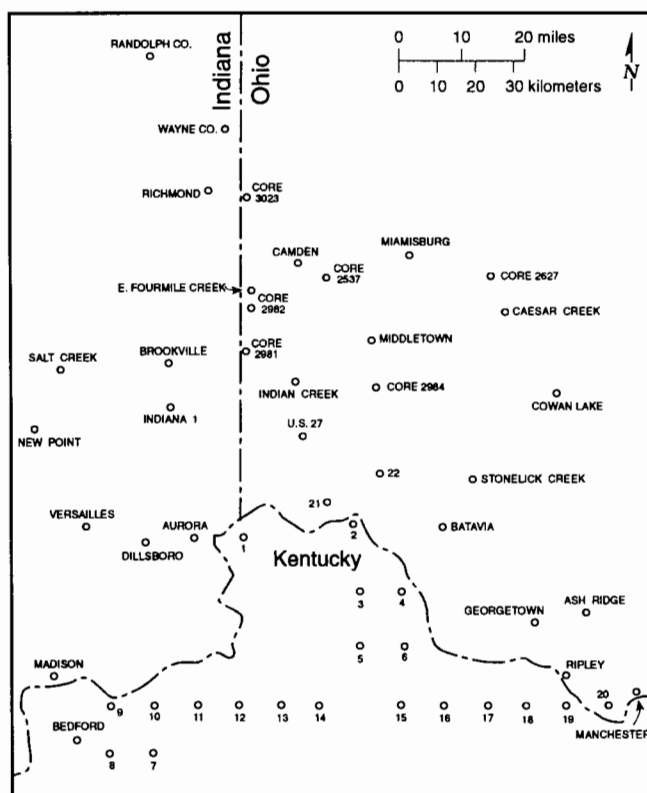 RANDOLPH CO.
Indiana
Ohio
0 10 20 miles
0 10 20 30 kilometers
N
WAYNE CO.
RICHMOND
CORE
3023
CAMDEN
MIAMISBURG
CORE
2537
CORE 2627
E. FOURMILE CREEK
CORE
2982
CAESAR CREEK
MIDDLETOWN
CORE
2981
BROOKVILLE
SALT CREEK
INDIAN CREEK
CORE 2984
COWAN LAKE
INDIANA 1
U.S. 27
NEW POINT
22
STONELICK CREEK
21
VERSAILLES
AURORA
DILLSBORO
1
2
BATAVIA
Kentucky
3
4
GEORGETOWN
ASH RIDGE
5
6
MADISON
RIPLEY
9
10
11
12
13
14
15
16
17
18
19
20
MANCHESTER
BEDFORD
8
7